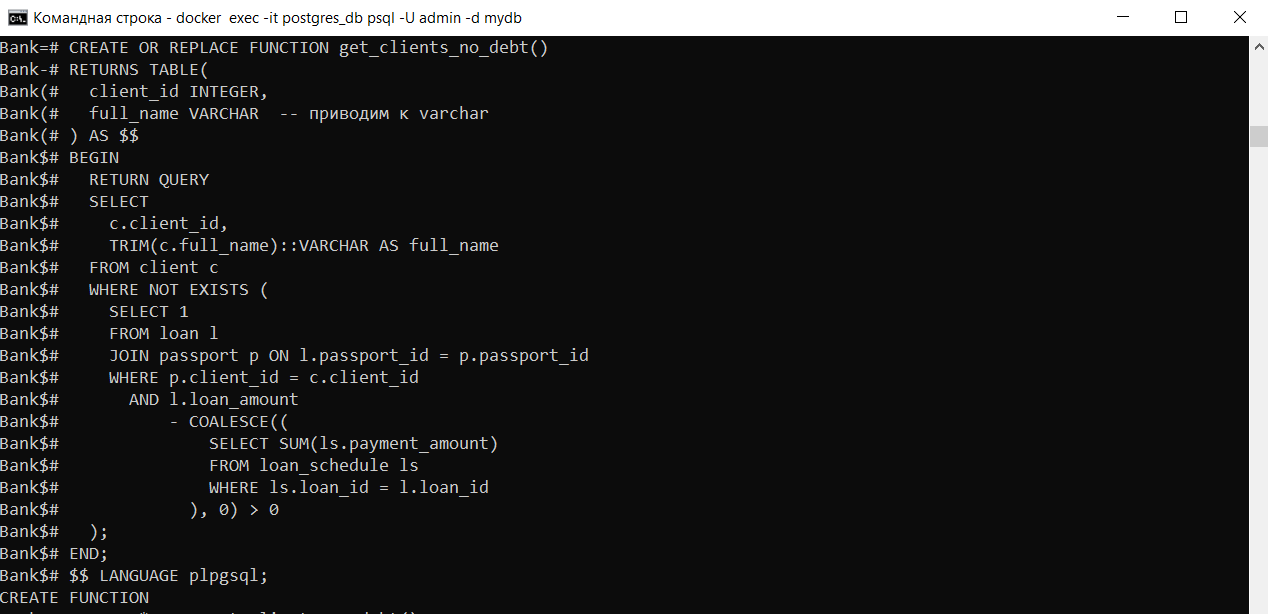 Командная строка - docker  exec -it postgres_db psql -U admin -d mydb
Bank=# CREATE OR REPLACE FUNCTION get_clients_no_debt()
Bank-# RETURNS TABLE(
Bank(#   client_id INTEGER,
Bank(#   full_name VARCHAR  -- приводим к varchar
Bank(# ) AS $$
Bank$# BEGIN
Bank$#   RETURN QUERY
Bank$#   SELECT
Bank$#     c.client_id,
Bank$#     TRIM(c.full_name)::VARCHAR AS full_name
Bank$#   FROM client c
Bank$#   WHERE NOT EXISTS (
Bank$#     SELECT 1
Bank$#     FROM loan l
Bank$#     JOIN passport p ON l.passport_id = p.passport_id
Bank$#     WHERE p.client_id = c.client_id
Bank$#       AND l.loan_amount
Bank$#           - COALESCE((
Bank$#               SELECT SUM(ls.payment_amount)
Bank$#               FROM loan_schedule ls
Bank$#               WHERE ls.loan_id = l.loan_id
Bank$#             ), 0) > 0
Bank$#   );
Bank$# END;
Bank$# $$ LANGUAGE plpgsql;
CREATE FUNCTION